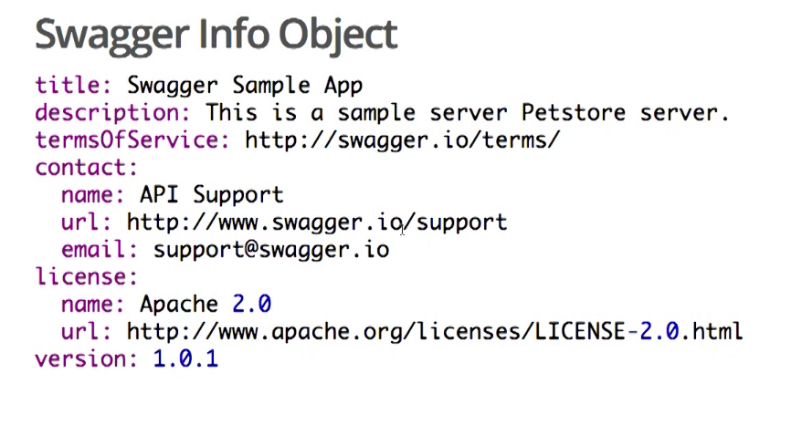 Swagger Info Object
title: Swagger Sample App
description: This is a sample server Petstore server.
termsOfService: http://swagger.io/terms/
contact:
  name: API Support
  url: http://www.swagger.io/support
  email: support@swagger.io
license:
  name: Apache 2.0
  url: http://www.apache.org/licenses/LICENSE-2.0.html
version: 1.0.1